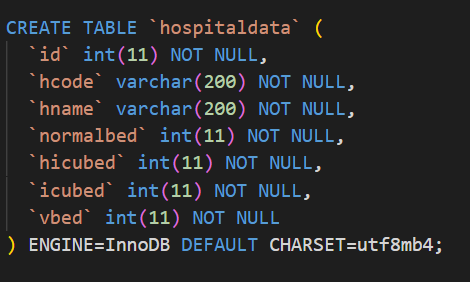 CREATE TABLE `hospitaldata` (
  `id` int(11) NOT NULL,
  `hcode` varchar(200) NOT NULL,
  `hname` varchar(200) NOT NULL,
  `normalbed` int(11) NOT NULL,
  `hicubed` int(11) NOT NULL,
  `icubed` int(11) NOT NULL,
  `vbed` int(11) NOT NULL
) ENGINE=InnoDB DEFAULT CHARSET=utf8mb4;